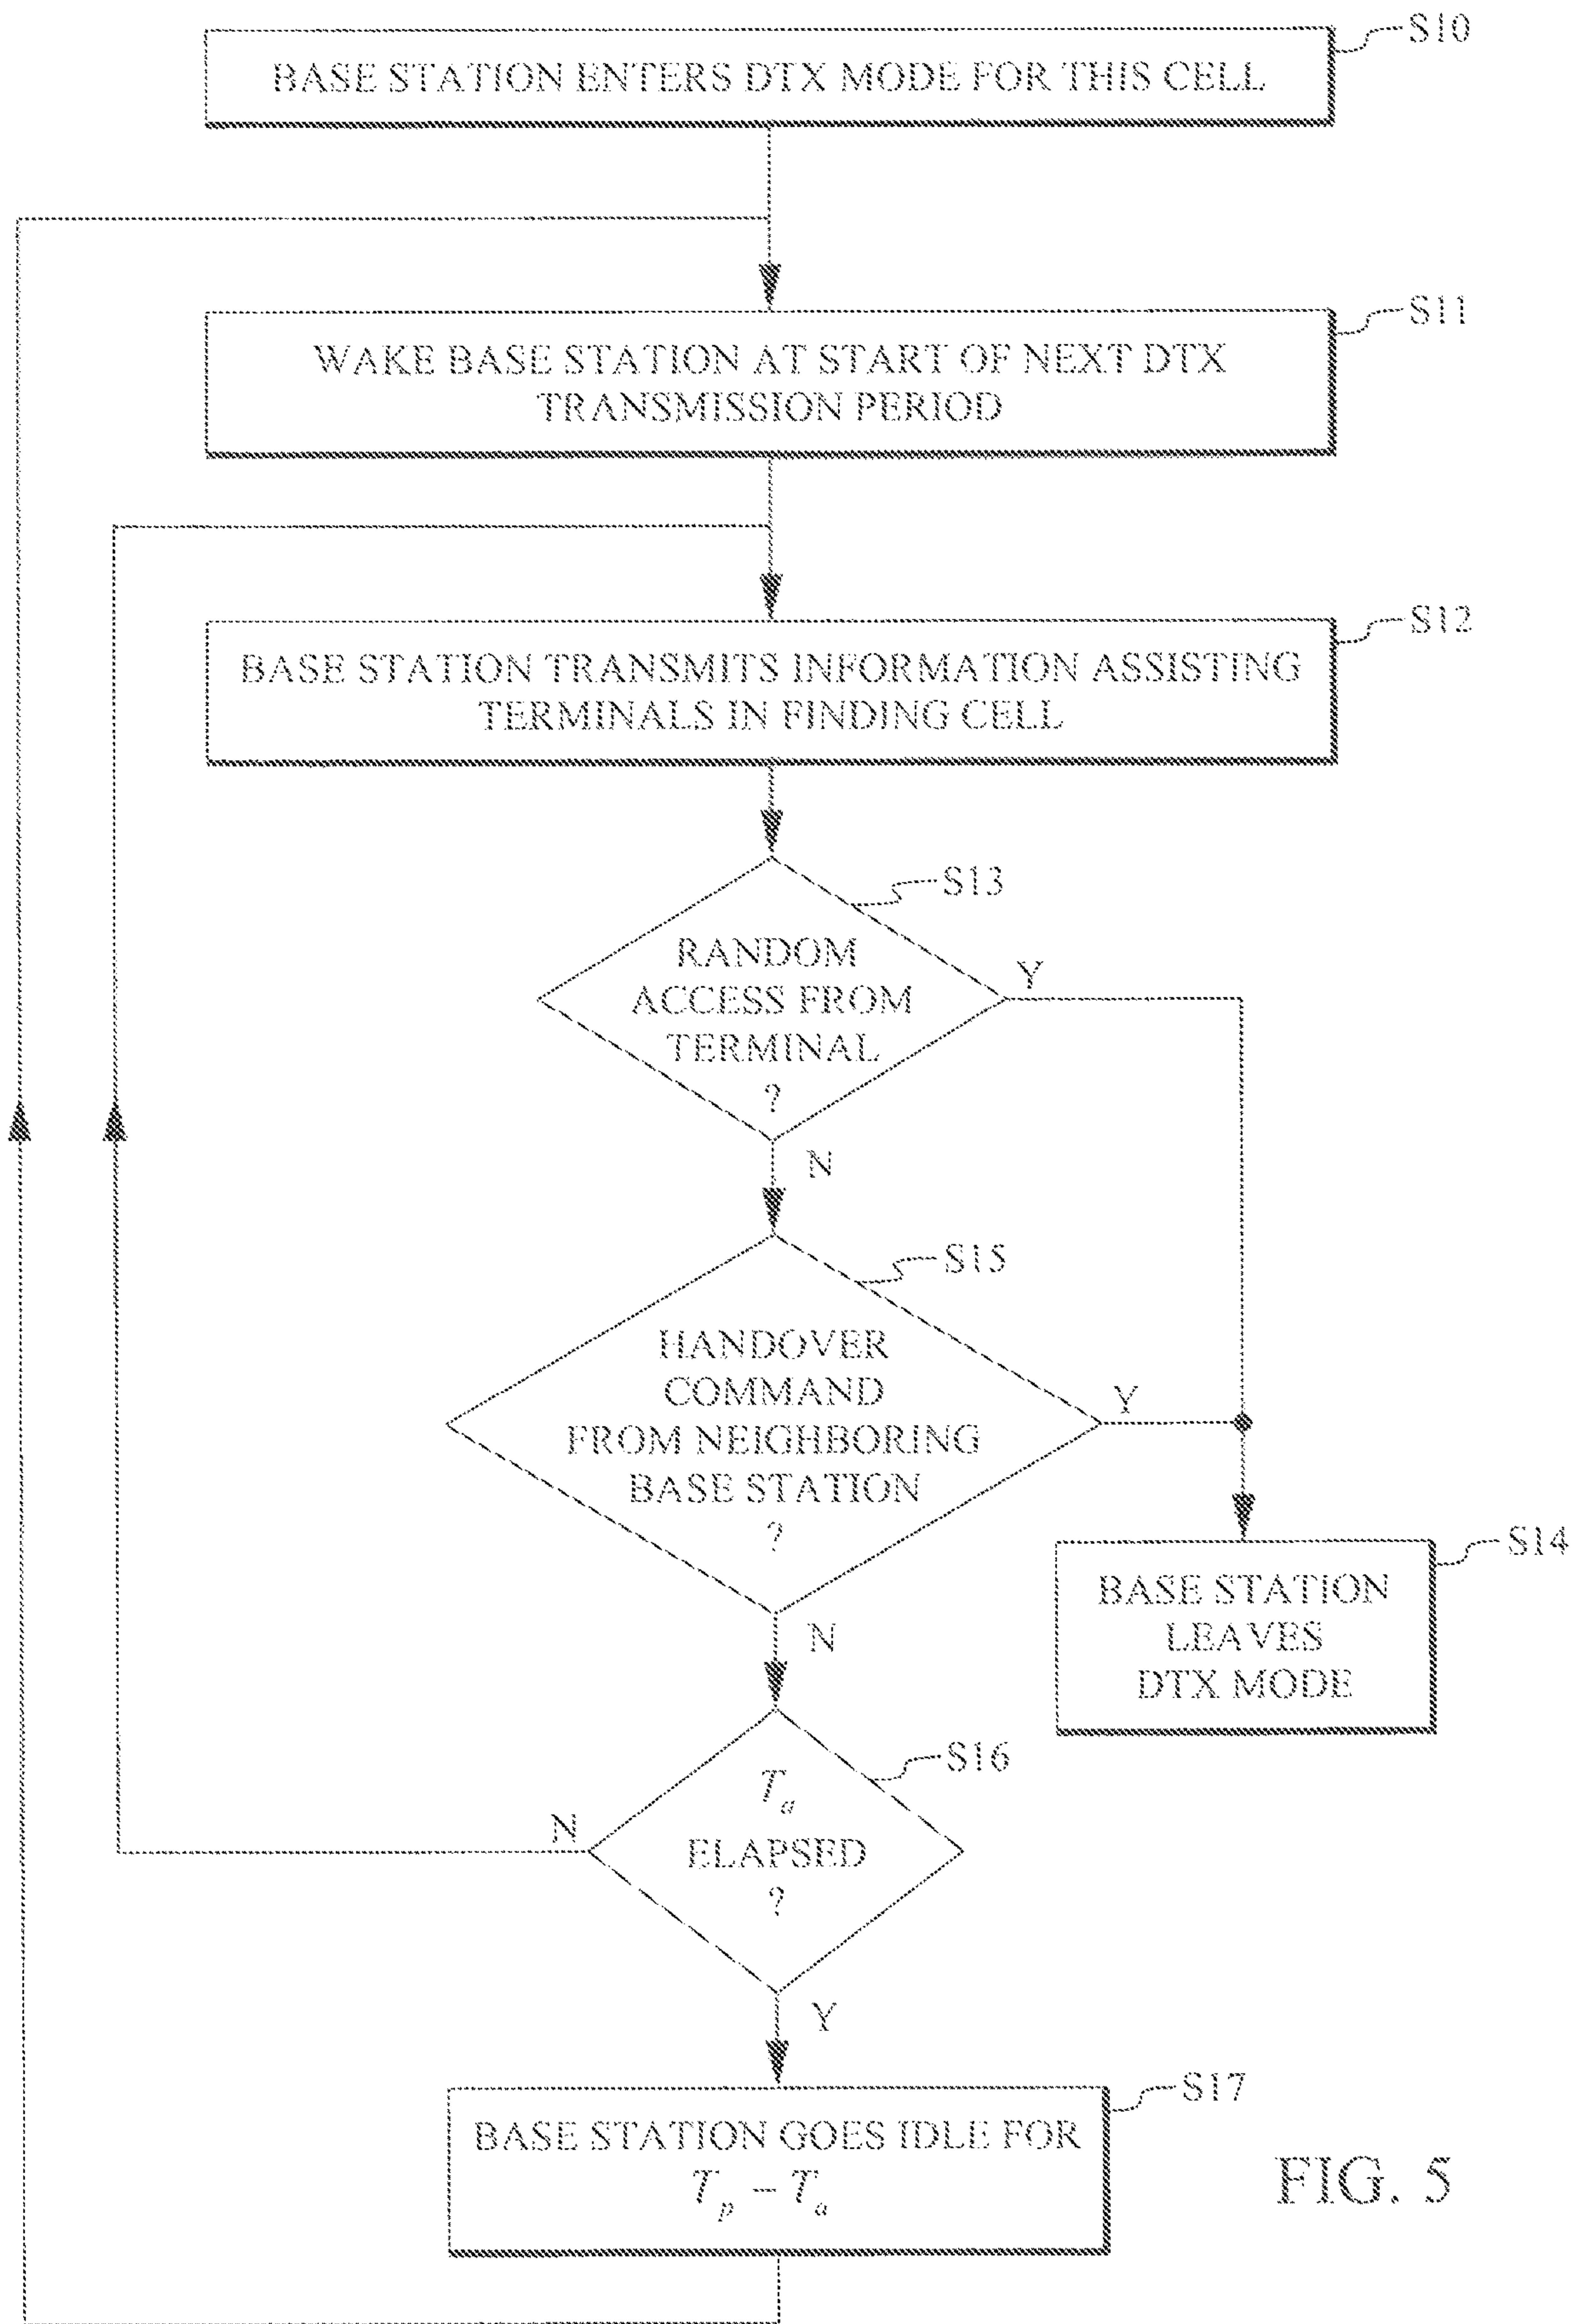 S10
BASE STATION ENTERS DTX MODE FOR THIS CELL
S11
WAKE BASE STATION AT START OF NEXT DTX
TRANSMISSION PERIOD
S12
BASE STATION TRANSMITS INFORMATION ASSISTING
TERMINALS IN FINDING CELL
S13
RANDOM
ACCESS FROM
TERMINAL
?
Y
N
S15
HANDOVER
COMMAND
FROM NEIGHBORING
BASE STATION
?
Y
N
S14
BASE STATION
LEAVES
DTX MODE
S16
T_a
ELAPSED
?
N
Y
S17
BASE STATION GOES IDLE FOR
T_p – T_a
FIG. 5